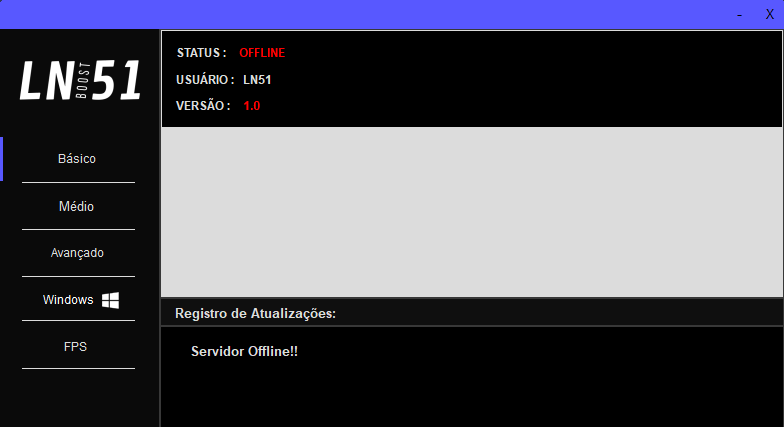 - X
LN BOOST 51
STATUS : OFFLINE
USUÁRIO : LN51
VERSÃO : 1.0
Básico
Médio
Avançado
Windows
FPS
Registro de Atualizações:
Servidor Offline!!